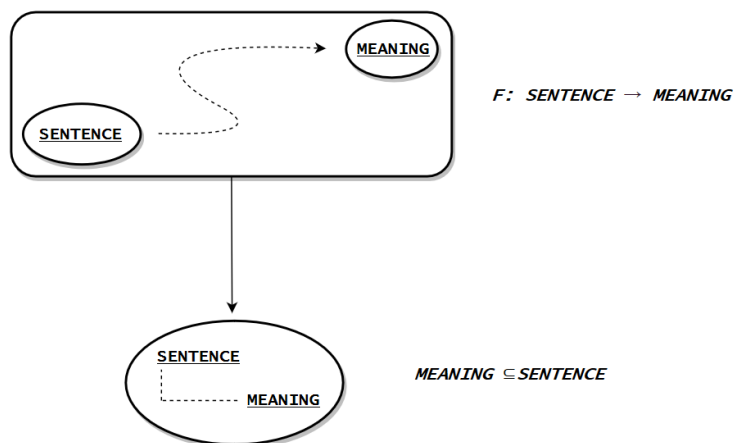 MEANING
F: SENTENCE → MEANING
SENTENCE
SENTENCE
MEANING ⊆SENTENCE
MEANING